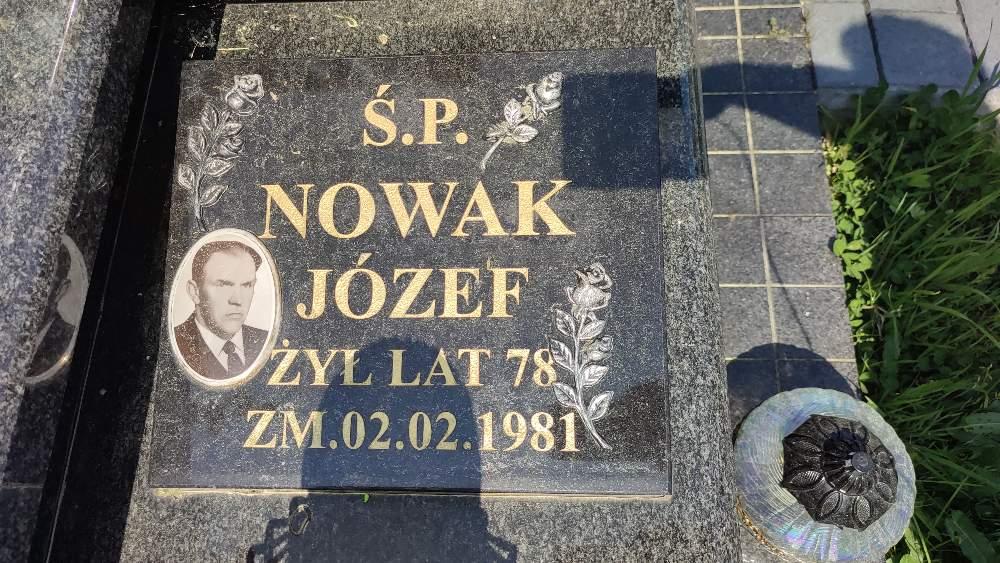 Ś.P.
NOWAK
JÓZEF
ŻYŁ LAT 78
ZM.02.02.1981